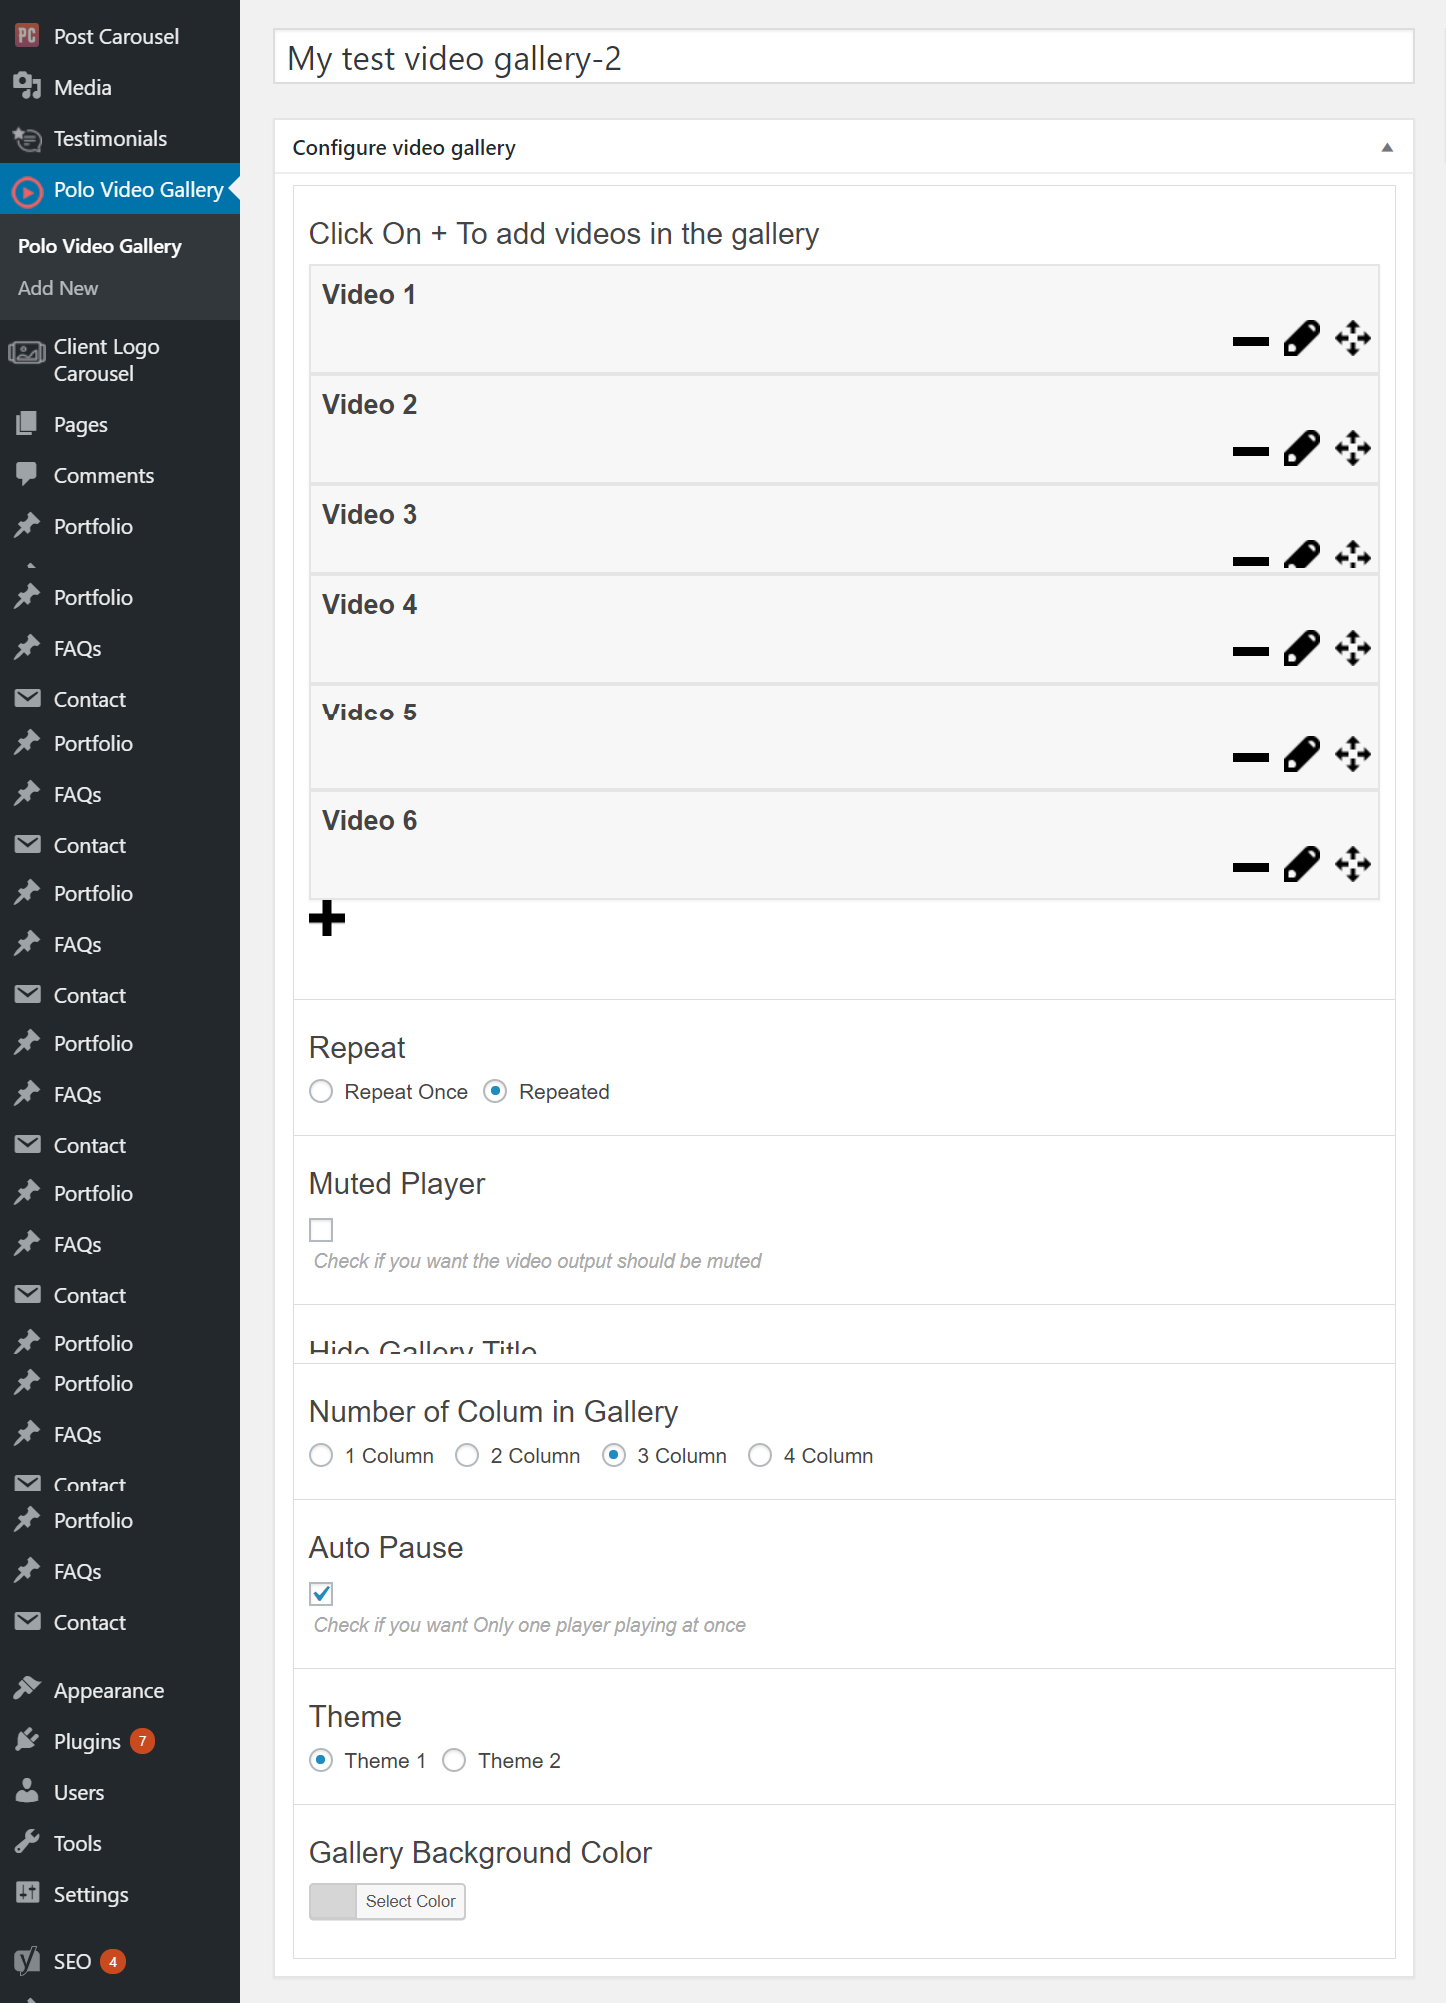 PC Post Carousel
Media
Testimonials
Polo Video Gallery
Polo Video Gallery
Add New
Client Logo
Carousel
Pages
Comments
Portfolio
Portfolio
FAQs
Contact
Portfolio
FAQs
Contact
Portfolio
FAQs
Contact
Portfolio
FAQs
Contact
Portfolio
FAQs
Contact
Portfolio
Portfolio
FAQs
Contact
Portfolio
FAQs
Contact
Appearance
Plugins 7
Users
Tools
Settings
SEO 4
My test video gallery-2
Configure video gallery
Click On + To add videos in the gallery
Video 1
Video 2
Video 3
Video 4
Video 5
Video 6
Repeat
Repeat Once Repeated
Muted Player
Check if you want the video output should be muted
Hide Gallery Title
Number of Colum in Gallery
1 Column 2 Column 3 Column 4 Column
Auto Pause
Check if you want Only one player playing at once
Theme
Theme 1 Theme 2
Gallery Background Color
Select Color